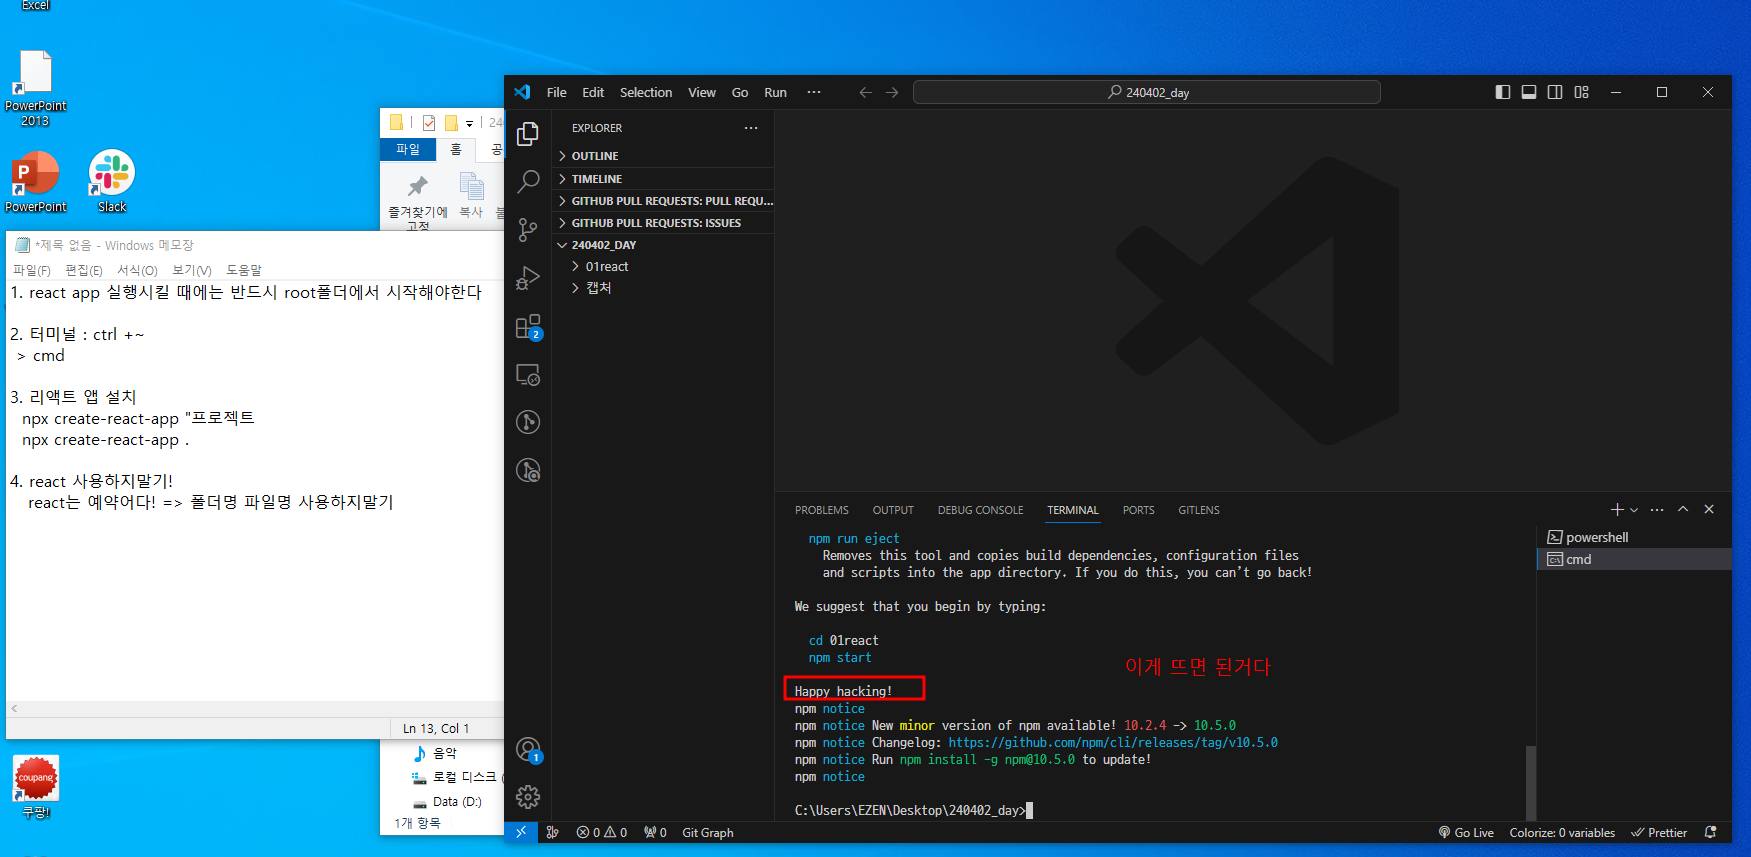 Excel
PowerPoint
2013
PowerPoint
Slack
*제목 없음 - Windows 메모장
파일(F) 편집(E) 서식(O) 보기(V) 도움말
1. react app 실행시킬 때에는 반드시 root폴더에서 시작해야한다
2. 터미널 : ctrl +~
> cmd
3. 리액트 앱 설치
npx create-react-app "프로젝트
npx create-react-app .
4. react 사용하지말기!
react는 예약어다! => 폴더명 파일명 사용하지말기
Ln 13, Col 1
coupang
쿠팡!
24
파일 홈 공
즐겨찾기에
고정
복사
음악
로컬 디스크 (
Data (D:)
1개 항목
File Edit Selection View Go Run ···
240402_day
EXPLORER
OUTLINE
TIMELINE
GITHUB PULL REQUESTS: PULL REQU...
GITHUB PULL REQUESTS: ISSUES
240402_DAY
01react
캡처
2
1
PROBLEMS OUTPUT DEBUG CONSOLE TERMINAL PORTS GITLENS
powershell
cmd
npm run eject
Removes this tool and copies build dependencies, configuration files
and scripts into the app directory. If you do this, you can’t go back!
We suggest that you begin by typing:
cd 01react
npm start
이게 뜨면 된거다
Happy hacking!
npm notice
npm notice New minor version of npm available! 10.2.4 -> 10.5.0
npm notice Changelog: https://github.com/npm/cli/releases/tag/v10.5.0
npm notice Run npm install -g npm@10.5.0 to update!
npm notice
C:\Users\EZEN\Desktop\240402_day>
0 0 0 Git Graph Go Live Colorize: 0 variables Prettier